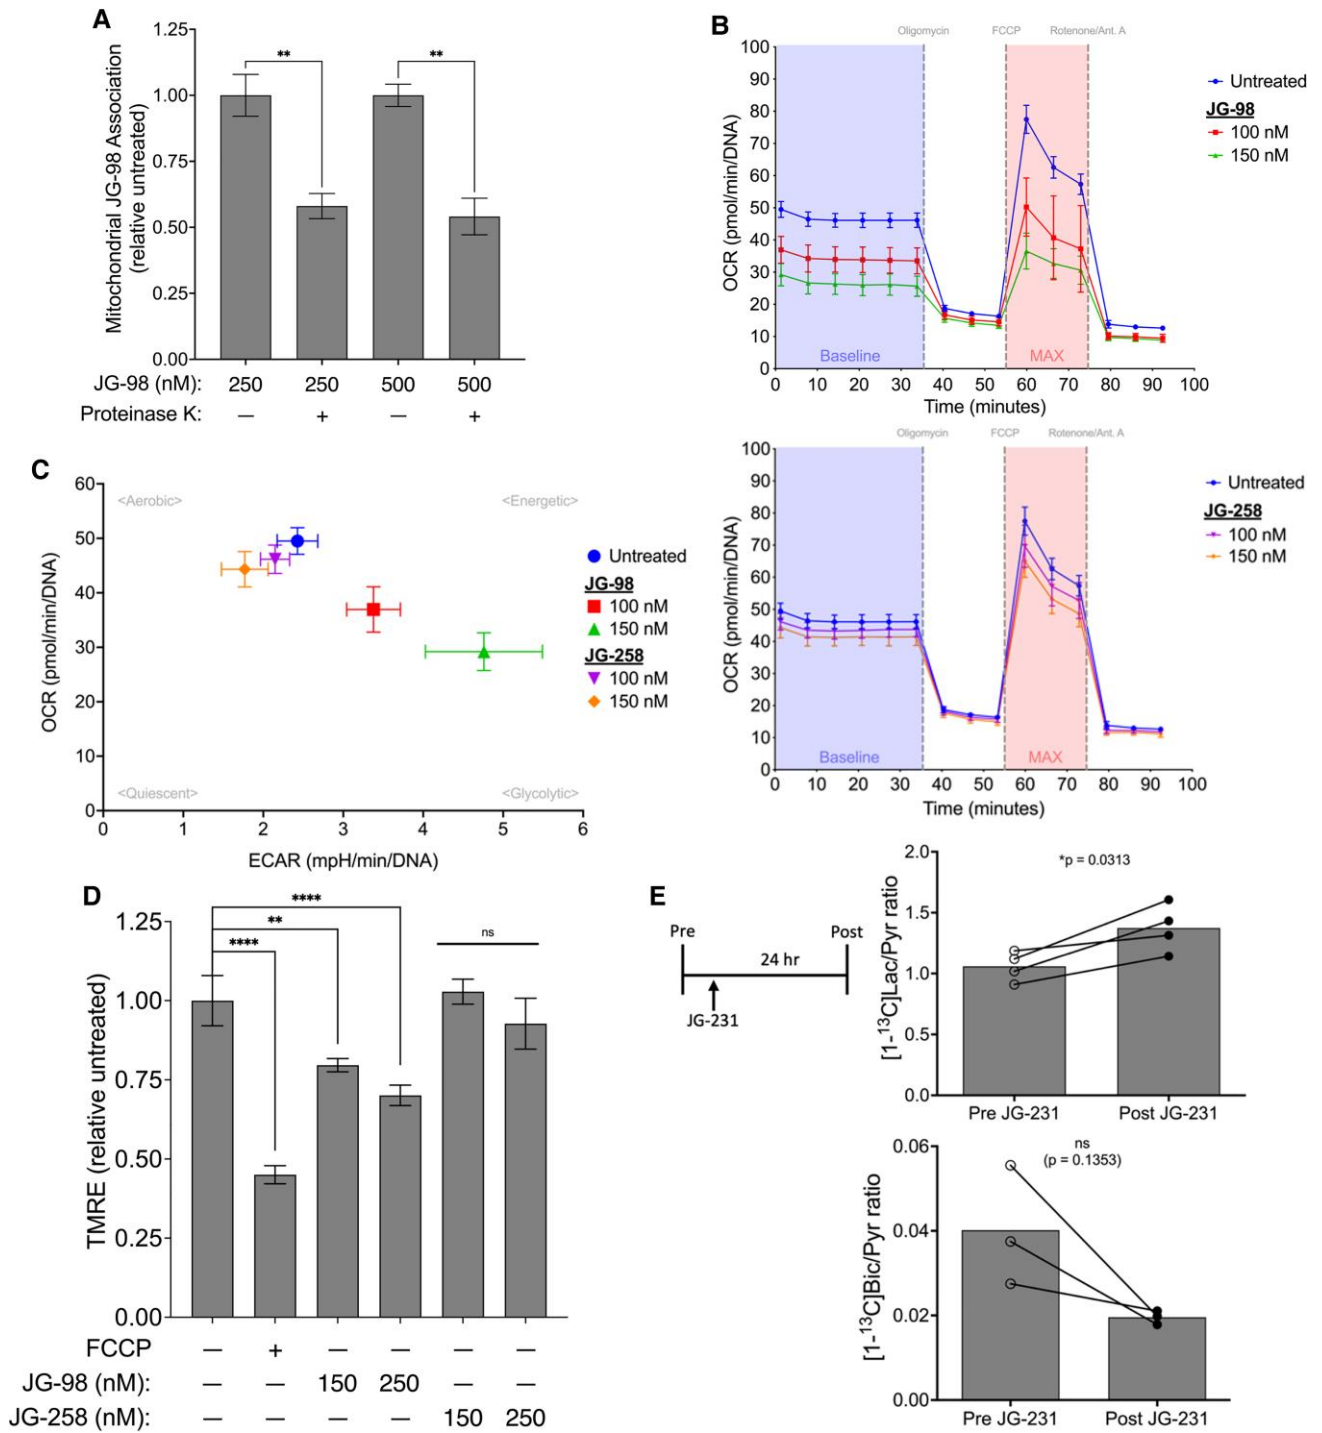 A
Mitochondrial JG-98 Association
(relative untreated)
1.25
1.00
0.75
0.50
0.25
0.00
**
**
JG-98 (nM): 250 250 500 500
Proteinase K: — + — +
B
Oligomycin FCCP Rotenone/Ant. A
OCR (pmol/min/DNA)
100
90
80
70
60
50
40
30
20
10
0
Baseline MAX
0 10 20 30 40 50 60 70 80 90 100
Time (minutes)
Untreated
JG-98
100 nM
150 nM
Oligomycin FCCP Rotenone/Ant. A
OCR (pmol/min/DNA)
100
90
80
70
60
50
40
30
20
10
0
Baseline MAX
0 10 20 30 40 50 60 70 80 90 100
Time (minutes)
Untreated
JG-258
100 nM
150 nM
C
OCR (pmol/min/DNA)
60
50
40
30
20
10
0
<Aerobic> <Energetic>
<Quiescent> <Glycolytic>
0 1 2 3 4 5 6
ECAR (mpH/min/DNA)
Untreated
JG-98
100 nM
150 nM
JG-258
100 nM
150 nM
D
TMRE (relative untreated)
1.25
1.00
0.75
0.50
0.25
0.00
****
**
****
ns
FCCP — + — — — —
JG-98 (nM): — — 150 250 — —
JG-258 (nM): — — — — 150 250
E
Pre Post
24 hr
JG-231
[1-¹³C]Lac/Pyr ratio
2.0
1.5
1.0
0.5
0.0
*p = 0.0313
Pre JG-231 Post JG-231
[1-¹³C]Bic/Pyr ratio
0.06
0.04
0.02
0.00
ns
(p = 0.1353)
Pre JG-231 Post JG-231